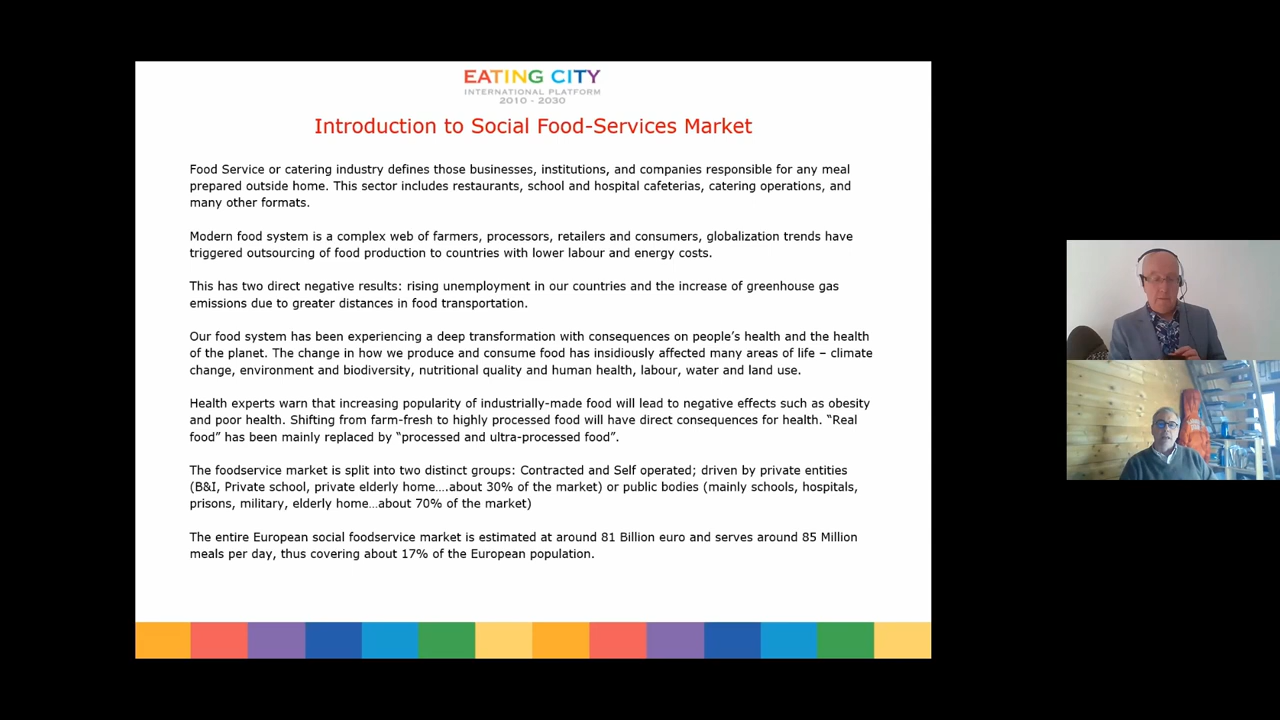 EATING CITY
INTERNATIONAL PLATFORM
2010 - 2030
Introduction to Social Food-Services Market
Food Service or catering industry defines those businesses, institutions, and companies responsible for any meal
prepared outside home. This sector includes restaurants, school and hospital cafeterias, catering operations, and
many other formats.
Modern food system is a complex web of farmers, processors, retailers and consumers, globalization trends have
triggered outsourcing of food production to countries with lower labour and energy costs.
This has two direct negative results: rising unemployment in our countries and the increase of greenhouse gas
emissions due to greater distances in food transportation.
Our food system has been experiencing a deep transformation with consequences on people’s health and the health
of the planet. The change in how we produce and consume food has insidiously affected many areas of life – climate
change, environment and biodiversity, nutritional quality and human health, labour, water and land use.
Health experts warn that increasing popularity of industrially-made food will lead to negative effects such as obesity
and poor health. Shifting from farm-fresh to highly processed food will have direct consequences for health. “Real
food” has been mainly replaced by “processed and ultra-processed food”.
The foodservice market is split into two distinct groups: Contracted and Self operated; driven by private entities
(B&I, Private school, private elderly home….about 30% of the market) or public bodies (mainly schools, hospitals,
prisons, military, elderly home…about 70% of the market)
The entire European social foodservice market is estimated at around 81 Billion euro and serves around 85 Million
meals per day, thus covering about 17% of the European population.